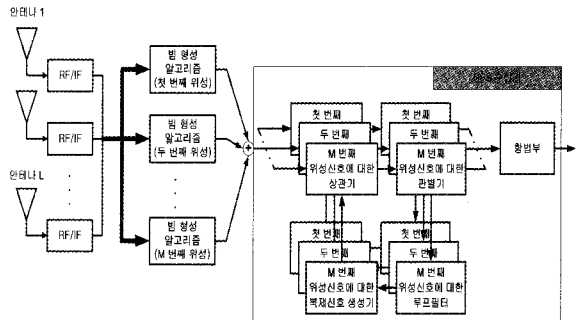 안테나 1
RF/IF
RF/IF
안테나 L
RF/IF
빔 형성
알고리즘
(첫 번째 위성)
빔 형성
알고리즘
(두 번째 위성)
빔 형성
알고리즘
(M 번째 위성)
첫 번째
두 번째
M 번째
위성신호에 대한
상관기
첫 번째
두 번째
M 번째
위성신호에 대한
판별기
항법부
첫 번째
두 번째
M 번째
위성신호에 대한
복제신호 생성기
첫 번째
두 번째
M 번째
위성신호에 대한
루프필터